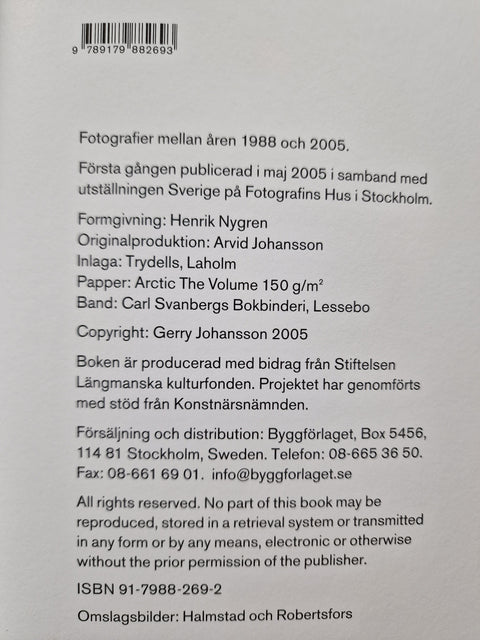 9 789179 882693
Fotografier mellan åren 1988 och 2005.
Första gången publicerad i maj 2005 i samband med
utställningen Sverige på Fotografins Hus i Stockholm.
Formgivning: Henrik Nygren
Originalproduktion: Arvid Johansson
Inlaga: Trydells, Laholm
Papper: Arctic The Volume 150 g/m²
Band: Carl Svanbergs Bokbinderi, Lessebo
Copyright: Gerry Johansson 2005
Boken är producerad med bidrag från Stiftelsen
Längmanska kulturfonden. Projektet har genomförts
med stöd från Konstnärsnämnden.
Försäljning och distribution: Byggförlaget, Box 5456,
114 81 Stockholm, Sweden. Telefon: 08-665 36 50.
Fax: 08-661 69 01. info@byggforlaget.se
All rights reserved. No part of this book may be
reproduced, stored in a retrieval system or transmitted
in any form or by any means, electronic or otherwise
without the prior permission of the publisher.
ISBN 91-7988-269-2
Omslagsbilder: Halmstad och Robertsfors